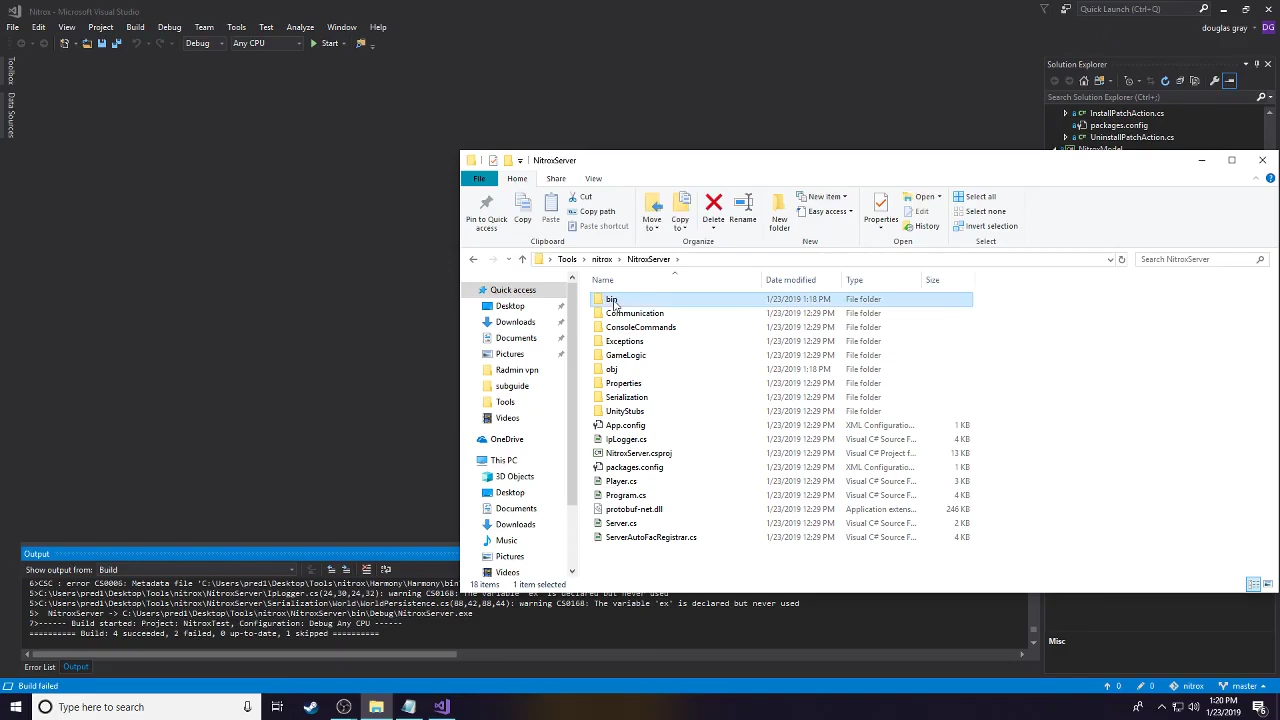 Nitrox - Microsoft Visual Studio
Quick Launch (Ctrl+Q)
File Edit View Project Build Debug Team Tools Test Analyze Window Help
douglas gray DG
Debug Any CPU Start
Toolbox
Data Sources
Solution Explorer
Search Solution Explorer (Ctrl+;)
InstallPatchAction.cs
packages.config
UninstallPatchAction.cs
NitroxModel
NitroxServer
File Home Share View
Pin to Quick access
Copy
Paste
Cut
Copy path
Paste shortcut
Clipboard
Move to
Copy to
Delete
Rename
Organize
New folder
New item
Easy access
New
Properties
Open
Edit
History
Open
Select all
Select none
Invert selection
Select
Tools nitrox NitroxServer
Search NitroxServer
Name Date modified Type Size
Quick access
Desktop
Downloads
Documents
Pictures
Radmin vpn
subguide
Tools
Videos
OneDrive
This PC
3D Objects
Desktop
Documents
Downloads
Music
Pictures
Videos
bin 1/23/2019 1:18 PM File folder
Communication 1/23/2019 12:29 PM File folder
ConsoleCommands 1/23/2019 12:29 PM File folder
Exceptions 1/23/2019 12:29 PM File folder
GameLogic 1/23/2019 12:29 PM File folder
obj 1/23/2019 1:18 PM File folder
Properties 1/23/2019 12:29 PM File folder
Serialization 1/23/2019 12:29 PM File folder
UnityStubs 1/23/2019 12:29 PM File folder
App.config 1/23/2019 12:29 PM XML Configuratio... 1 KB
IpLogger.cs 1/23/2019 12:29 PM Visual C# Source F... 4 KB
NitroxServer.csproj 1/23/2019 12:29 PM Visual C# Project f... 13 KB
packages.config 1/23/2019 12:29 PM XML Configuratio... 1 KB
Player.cs 1/23/2019 12:29 PM Visual C# Source F... 3 KB
Program.cs 1/23/2019 12:29 PM Visual C# Source F... 4 KB
protobuf-net.dll 1/23/2019 12:29 PM Application extens... 246 KB
Server.cs 1/23/2019 12:29 PM Visual C# Source F... 2 KB
ServerAutoFacRegistrar.cs 1/23/2019 12:29 PM Visual C# Source F... 4 KB
18 items 1 item selected
Output
Show output from: Build
6>CSC : error CS0006: Metadata file 'C:\Users\pred1\Desktop\Tools\nitrox\Harmony\Harmony\bin
5>C:\Users\pred1\Desktop\Tools\nitrox\NitroxServer\IpLogger.cs(24,30,24,32): warning CS0168: The variable 'ex' is declared but never used
5>C:\Users\pred1\Desktop\Tools\nitrox\NitroxServer\Serialization\World\WorldPersistence.cs(88,42,88,44): warning CS0168: The variable 'ex' is declared but never used
5> NitroxServer -> C:\Users\pred1\Desktop\Tools\nitrox\NitroxServer\bin\Debug\NitroxServer.exe
7>------ Build started: Project: NitroxTest, Configuration: Debug Any CPU ------
========== Build: 4 succeeded, 2 failed, 0 up-to-date, 1 skipped ==========
Error List Output
Misc
Build failed
0 0 nitrox master
Type here to search
1:20 PM
1/23/2019
6